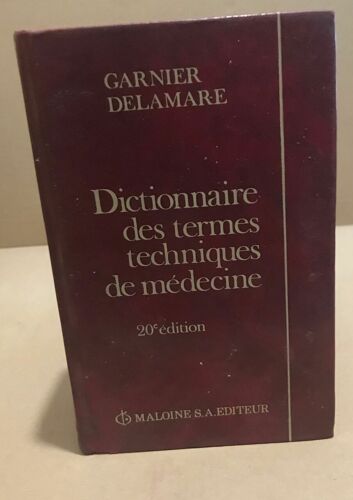 GARNIER
DELAMARE
Dictionnaire
des termes
techniques
de médecine
20e édition
MALOINE S.A. EDITEUR